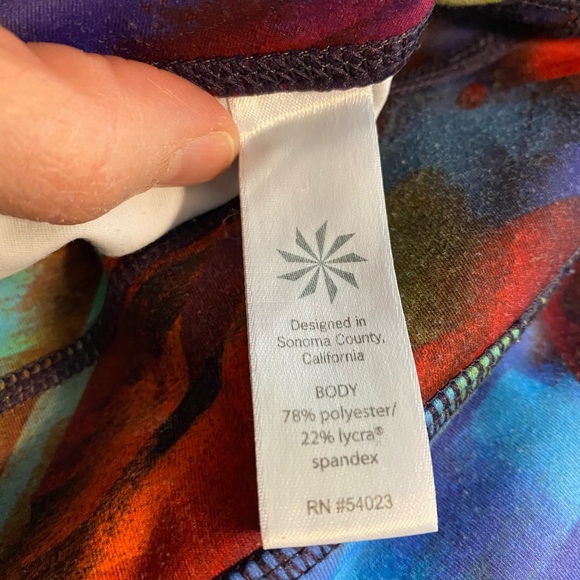 Designed in
Sonoma County,
California
BODY
78% polyester/
22% lycra®
spandex
RN #54023